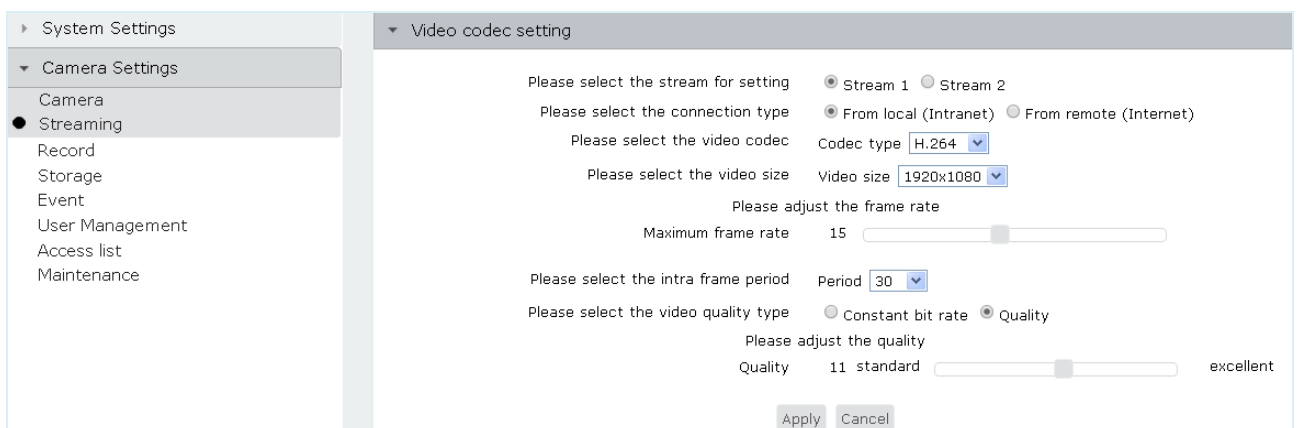 System Settings
Camera Settings
Camera
Streaming
Record
Storage
Event
User Management
Access list
Maintenance
Video codec setting
Please select the stream for setting Stream 1 Stream 2
Please select the connection type From local (Intranet) From remote (Internet)
Please select the video codec Codec type H.264
Please select the video size Video size 1920x1080
Please adjust the frame rate
Maximum frame rate 15
Please select the intra frame period Period 30
Please select the video quality type Constant bit rate Quality
Please adjust the quality
Quality 11 standard excellent
Apply Cancel